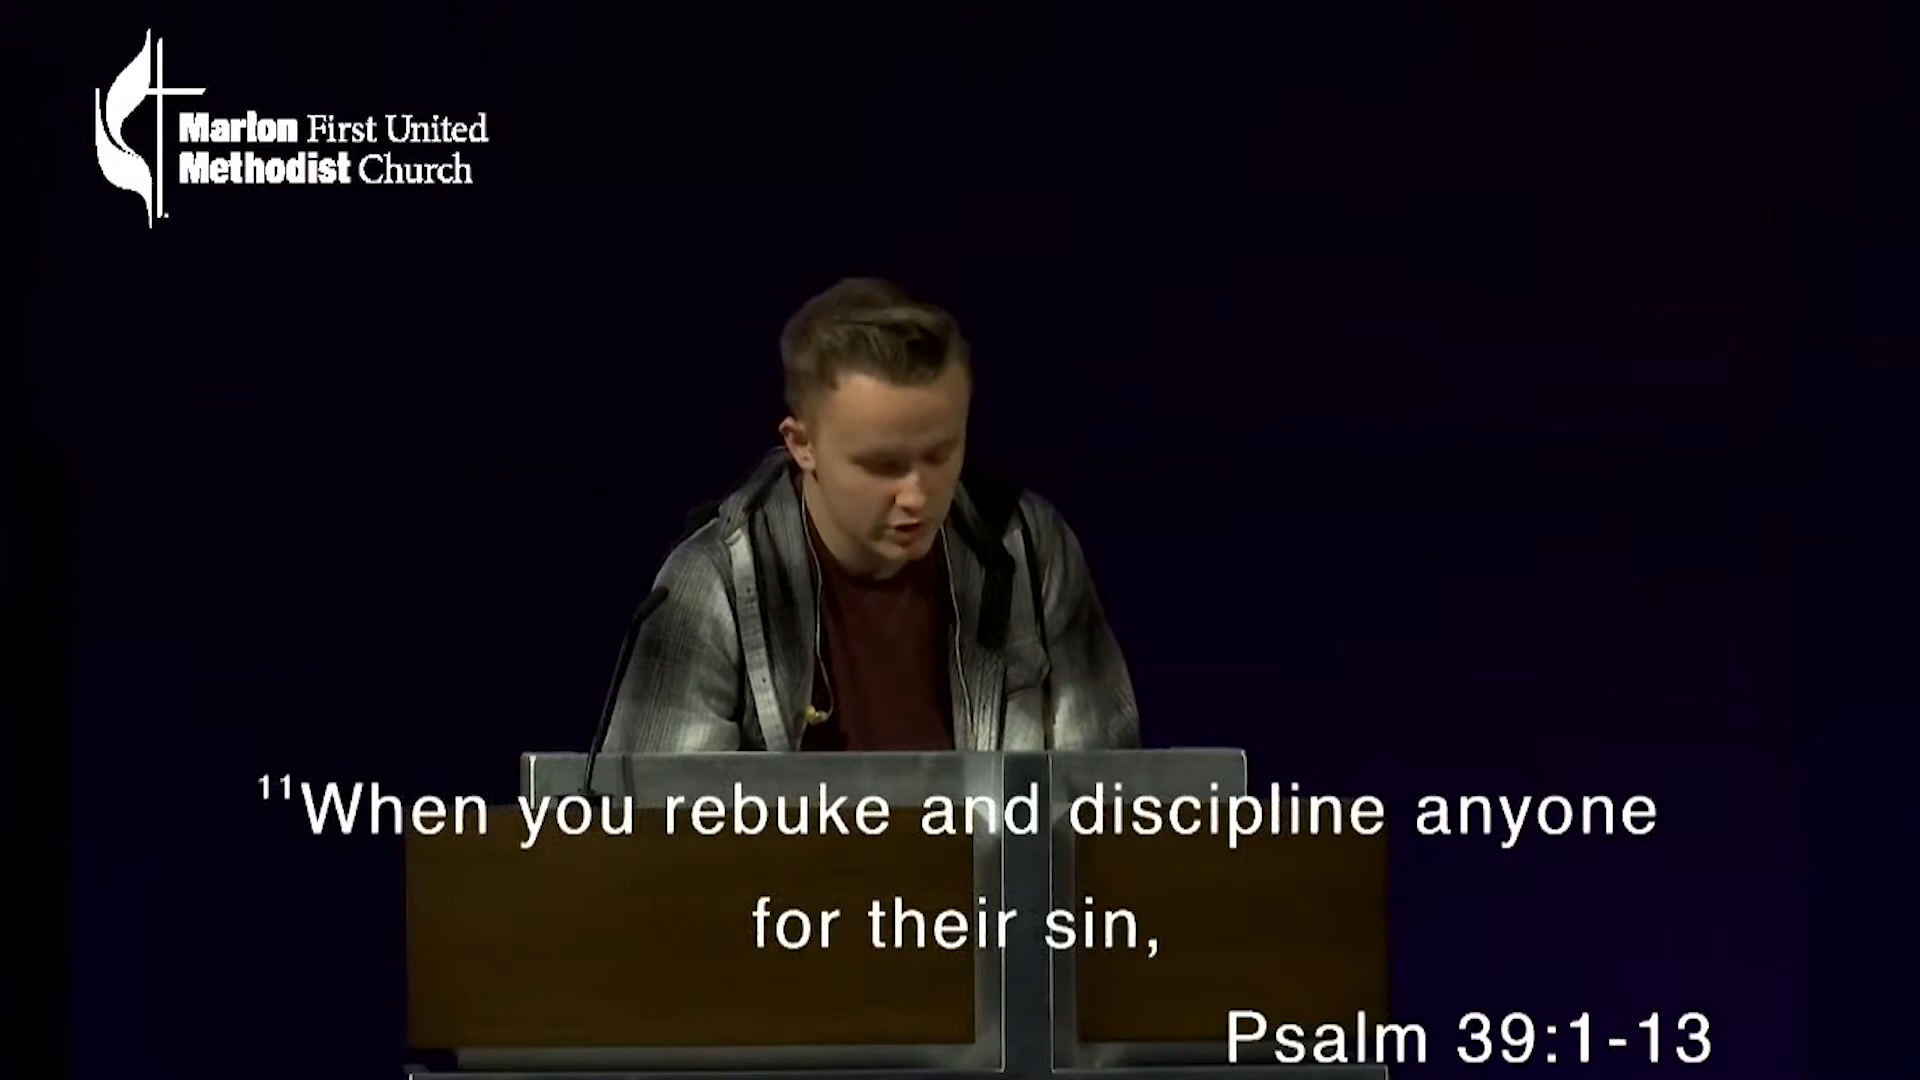 Marion First United
Methodist Church
¹¹When you rebuke and discipline anyone
for their sin,
Psalm 39:1-13